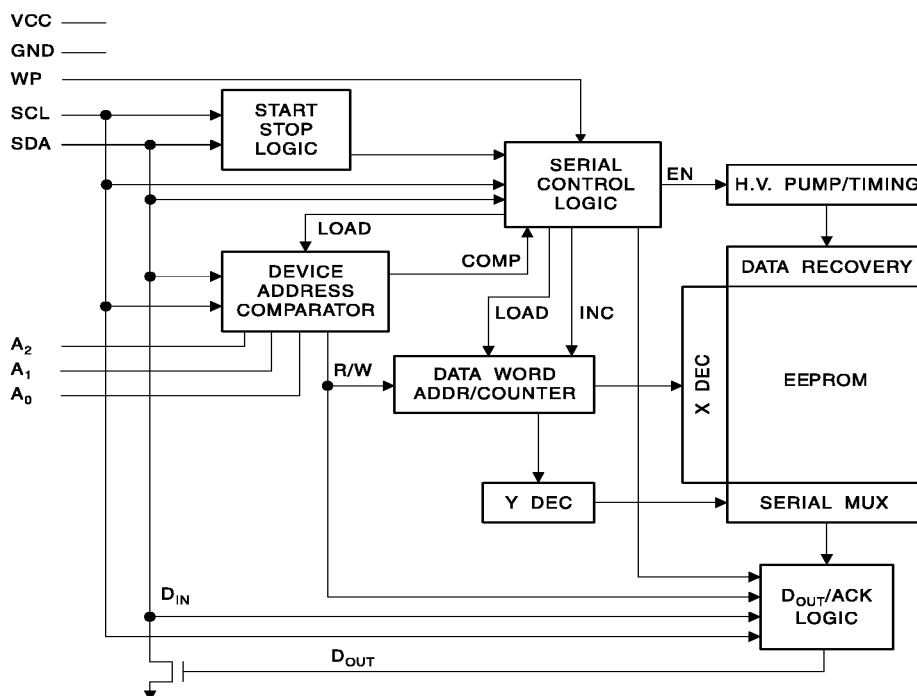 VCC
GND
WP
SCL
SDA
START
STOP
LOGIC
SERIAL
CONTROL
LOGIC
EN
H.V. PUMP/TIMING
LOAD
COMP
DEVICE
ADDRESS
COMPARATOR
DATA RECOVERY
LOAD
INC
A2
A1
A0
R/W
DATA WORD
ADDR/COUNTER
X DEC
EEPROM
Y DEC
SERIAL MUX
DIN
DOUT/ACK
LOGIC
DOUT